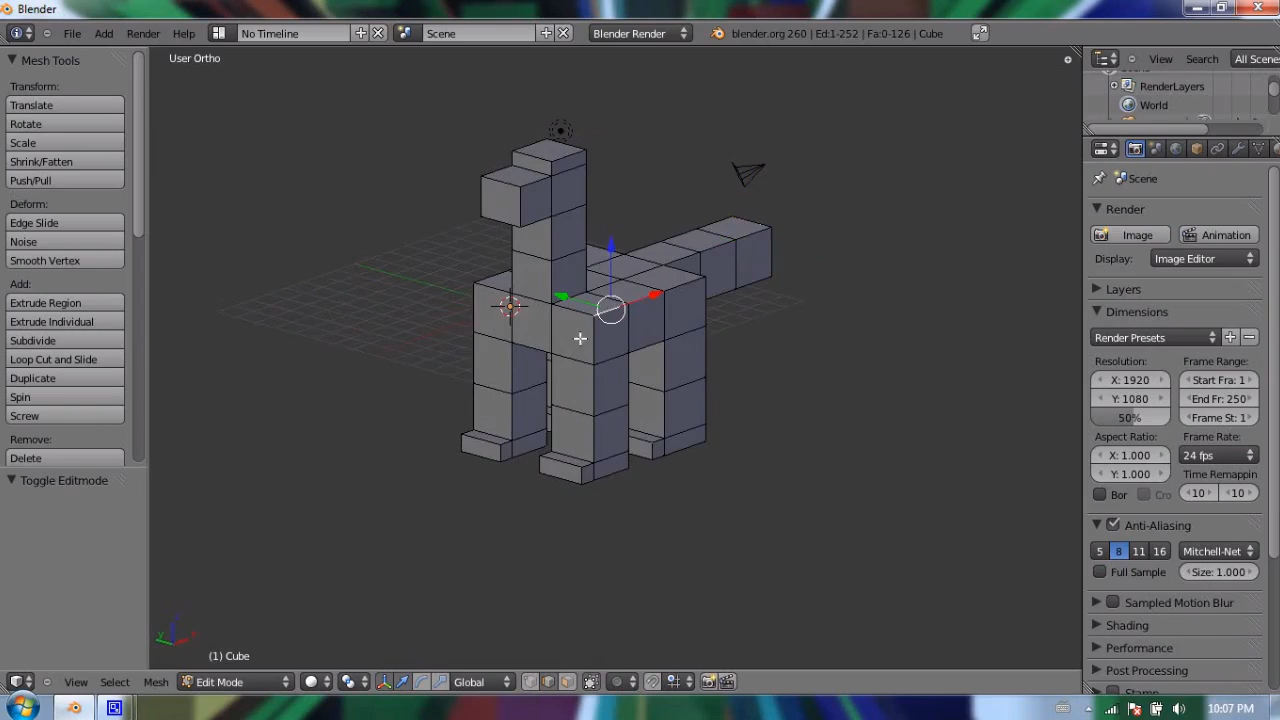 Blender
File Add Render Help No Timeline Scene Blender Render blender.org 260 | Ed:1-252 | Fa:0-126 | Cube
Mesh Tools
Transform:
Translate
Rotate
Scale
Shrink/Fatten
Push/Pull
Deform:
Edge Slide
Noise
Smooth Vertex
Add:
Extrude Region
Extrude Individual
Subdivide
Loop Cut and Slide
Duplicate
Spin
Screw
Remove:
Delete
Toggle Editmode
User Ortho
(1) Cube
View Select Mesh Edit Mode Global
View Search All Scene
RenderLayers
World
Scene
Render
Image Animation
Display: Image Editor
Layers
Dimensions
Render Presets
Resolution: Frame Range:
X: 1920 Start Fra: 1
Y: 1080 End Fr: 250
50% Frame St: 1
Aspect Ratio: Frame Rate:
X: 1.000 24 fps
Y: 1.000 Time Remappin
Bor Cro 10 10
Anti-Aliasing
5 8 11 16 Mitchell-Net
Full Sample Size: 1.000
Sampled Motion Blur
Shading
Performance
Post Processing
Stamp
10:07 PM